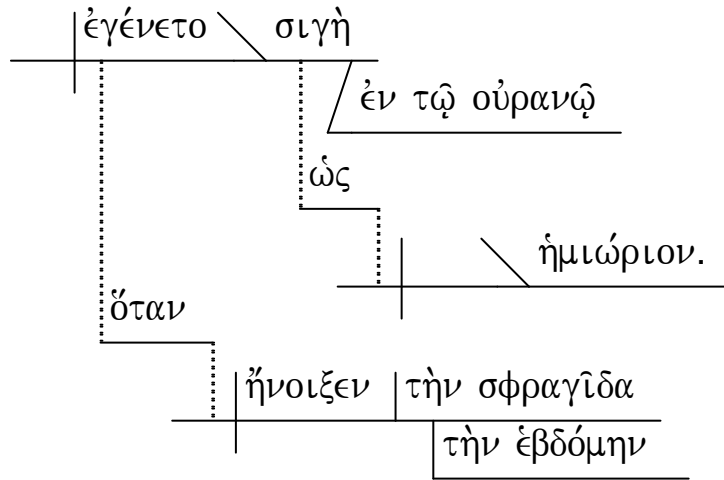 ἐγένετο σιγὴ
ἐν τῷ οὐρανῷ
ὡς
ἡμιώριον.
ὅταν
ἤνοιξεν τὴν σφραγῖδα
τὴν ἑβδόμην